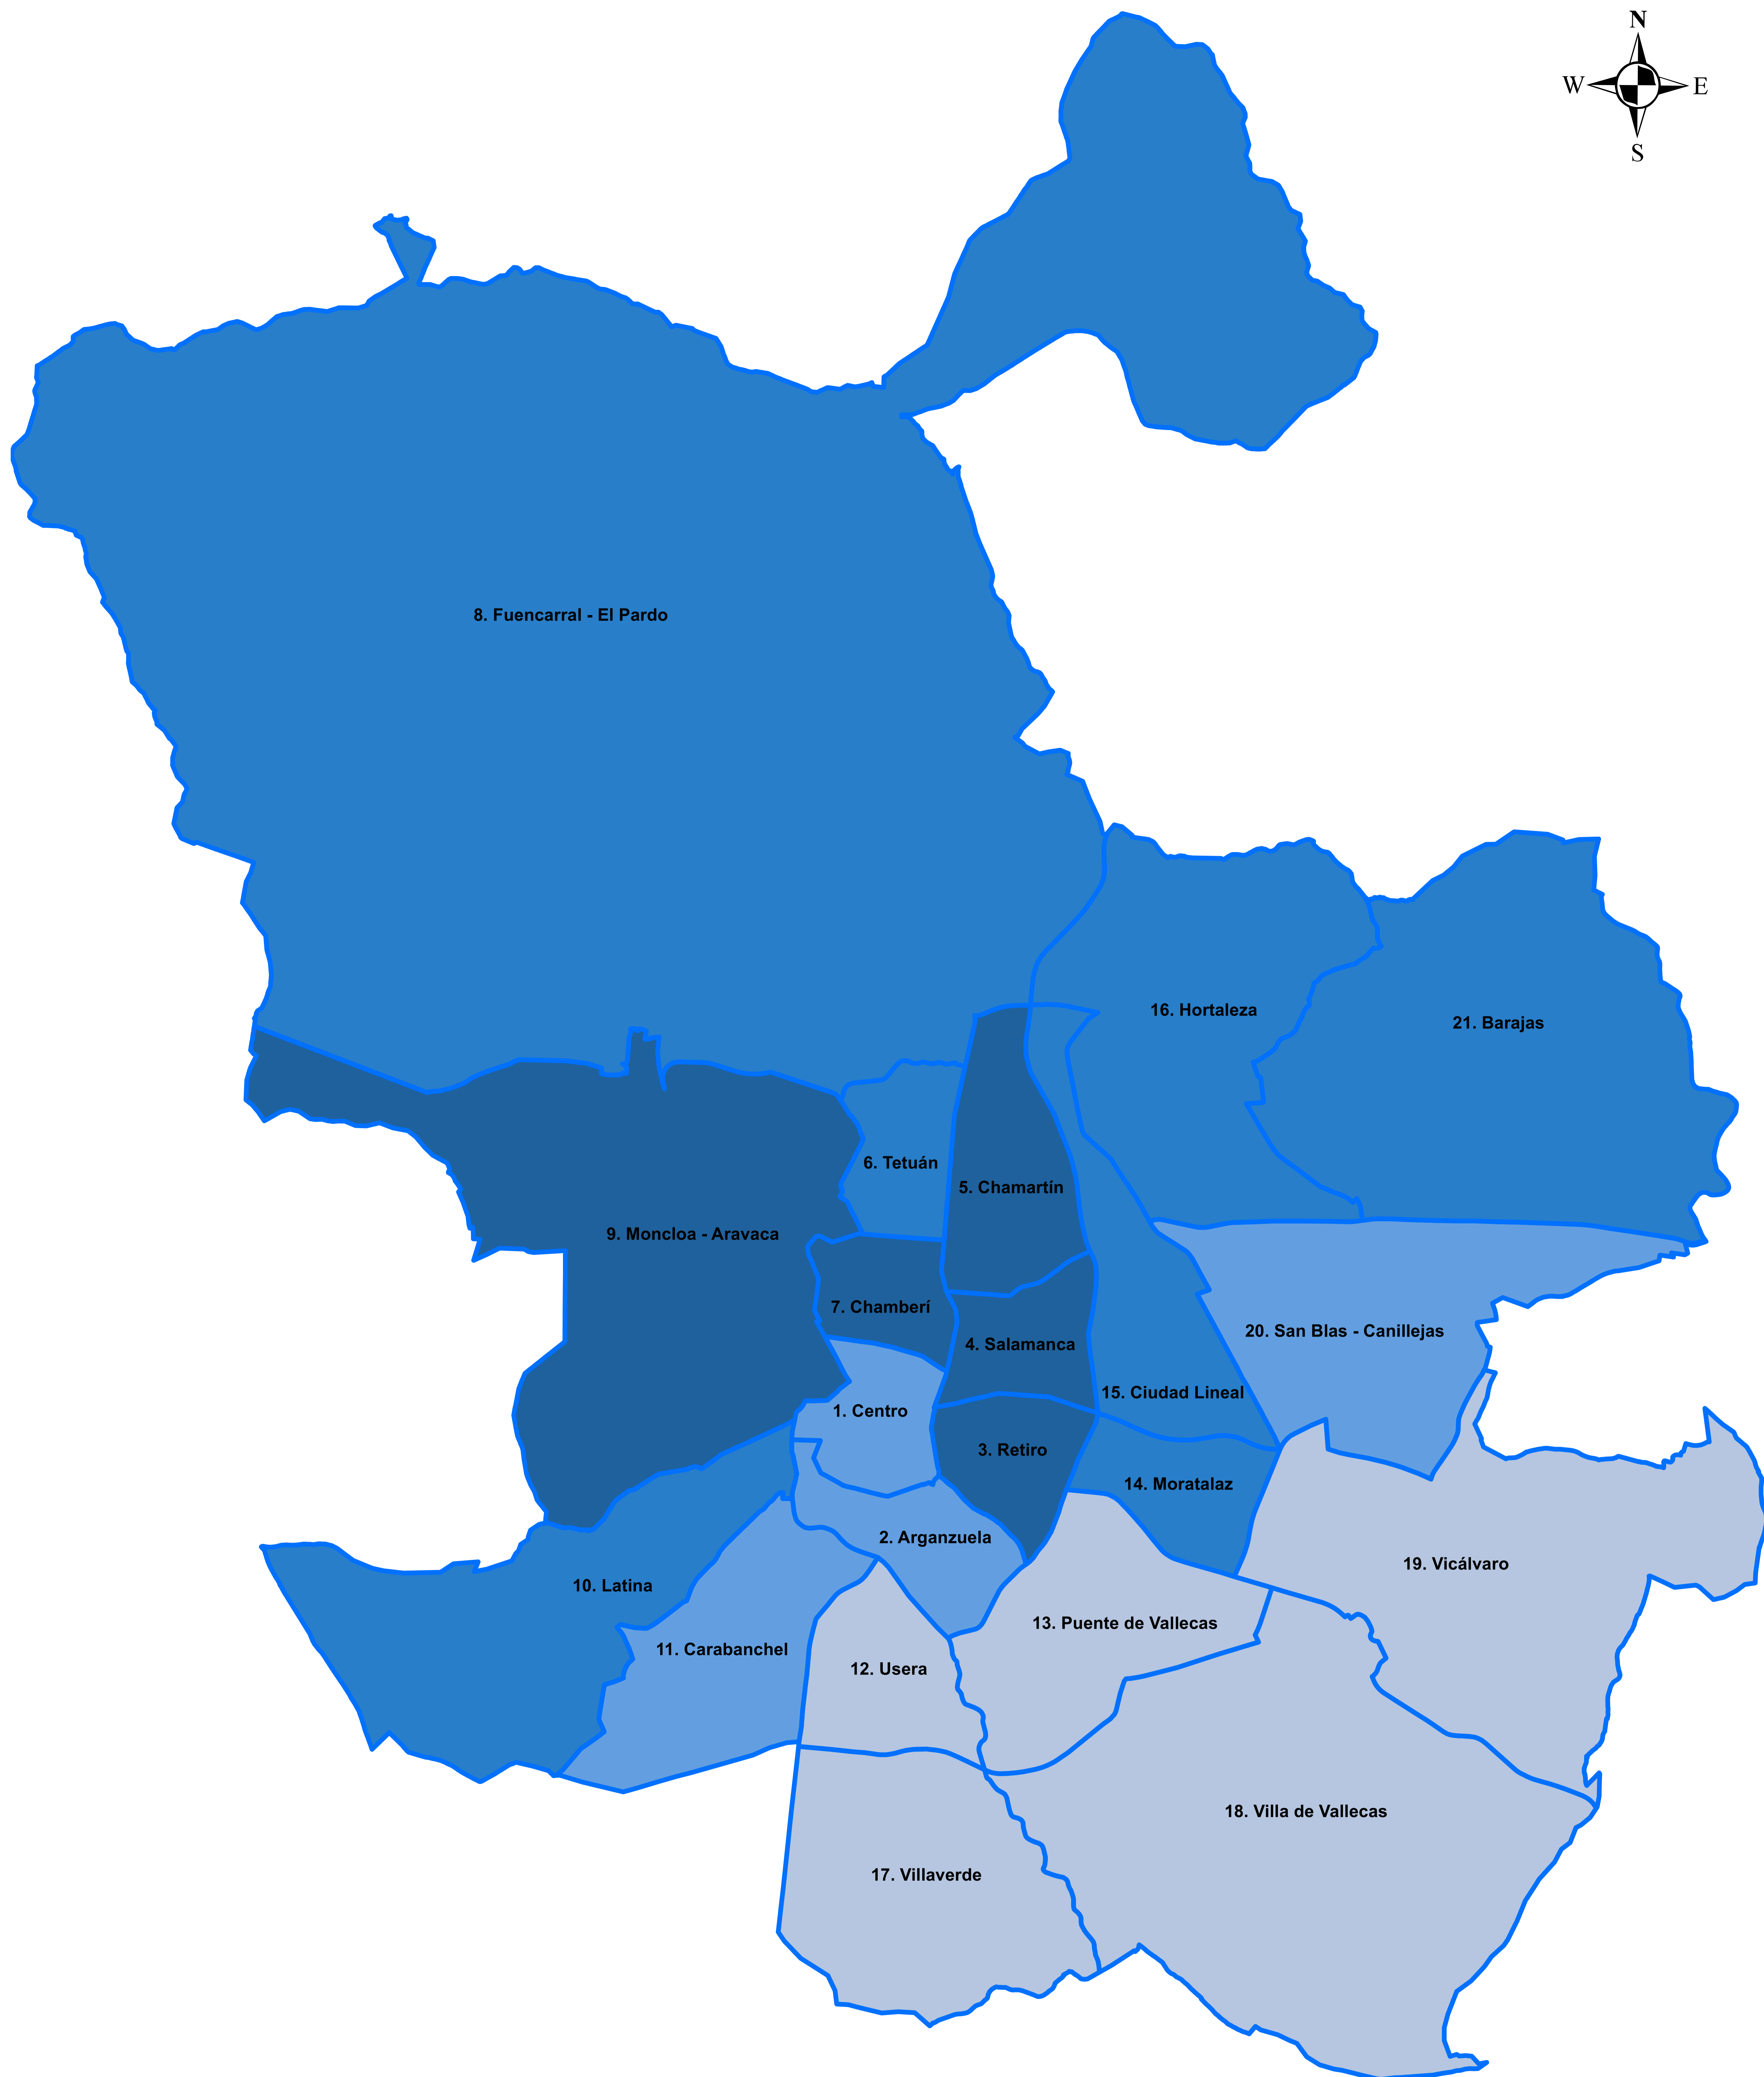 N
W
E
S
8. Fuencarral - El Pardo
16. Hortaleza
21. Barajas
6. Tetuán
5. Chamartín
9. Moncloa - Aravaca
7. Chamberí
20. San Blas - Canillejas
4. Salamanca
15. Ciudad Lineal
1. Centro
3. Retiro
14. Moratalaz
2. Arganzuela
19. Vicálvaro
10. Latina
13. Puente de Vallecas
11. Carabanchel
12. Usera
18. Villa de Vallecas
17. Villaverde